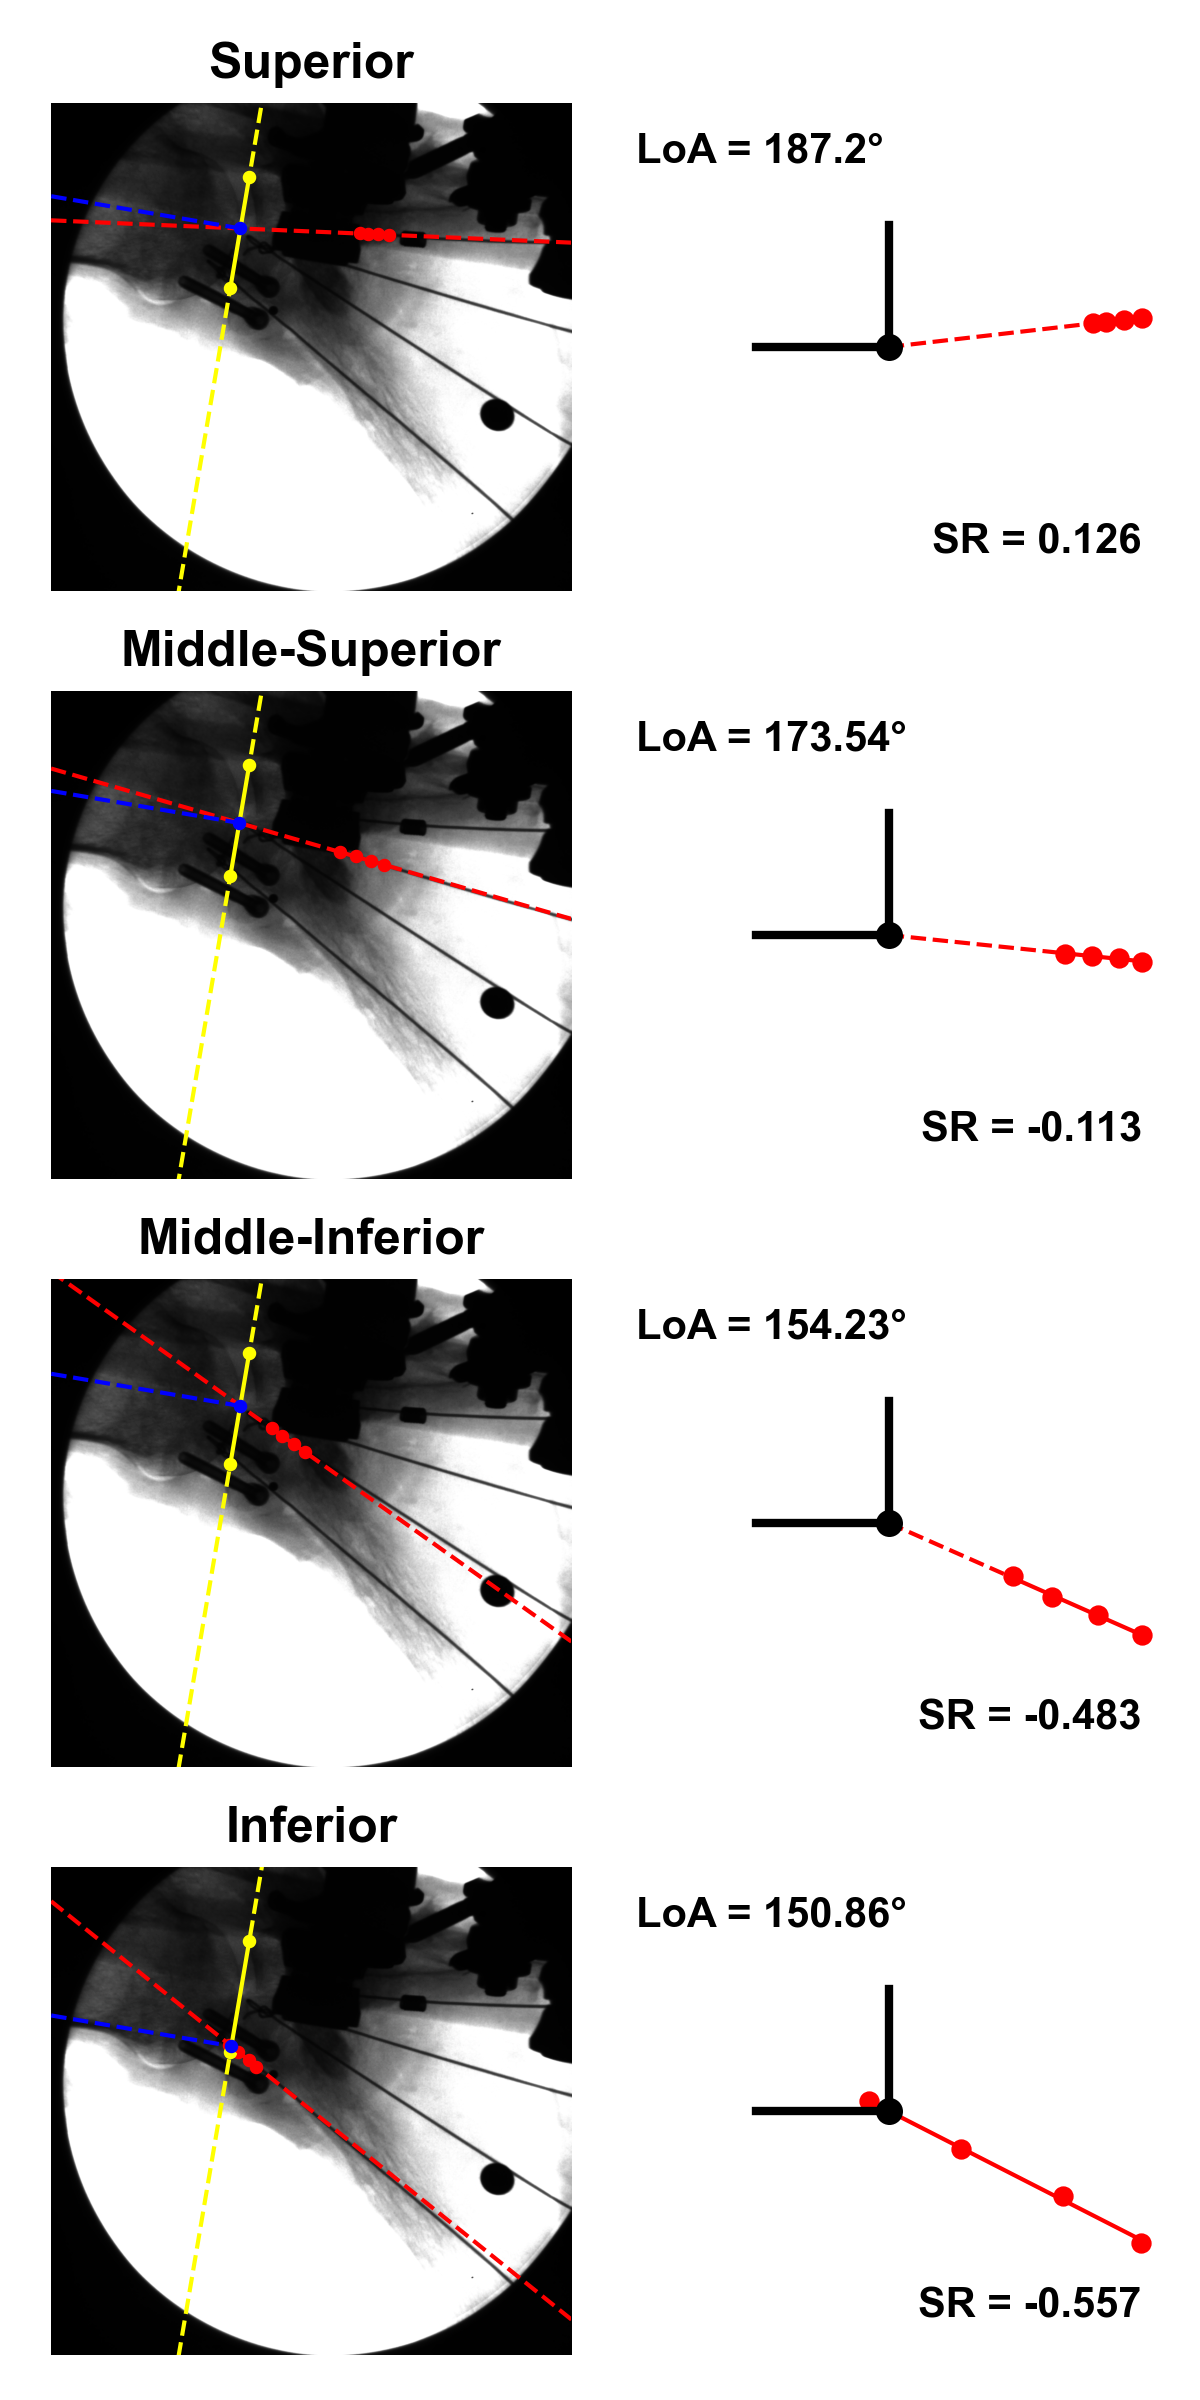 Superior
LoA = 187.2°
SR = 0.126
Middle-Superior
LoA = 173.54°
SR = -0.113
Middle-Inferior
LoA = 154.23°
SR = -0.483
Inferior
LoA = 150.86°
SR = -0.557